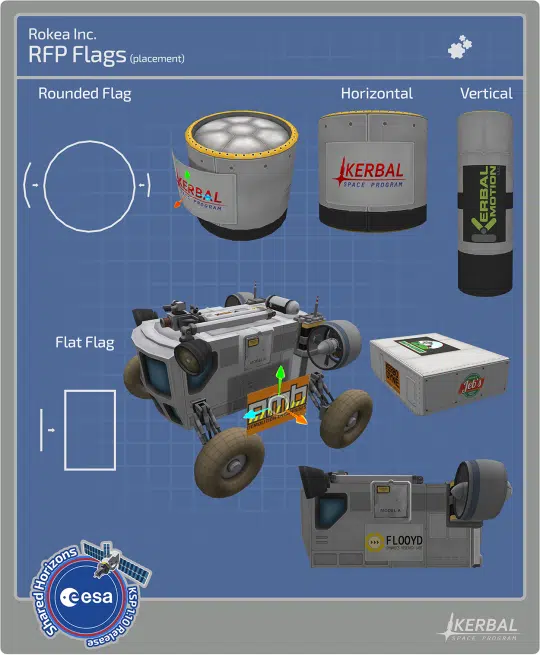 Rokea Inc.
RFP Flags (placement)
Rounded Flag
Horizontal
Vertical
KERBAL
SPACE PROGRAM
KERBAL
SPACE PROGRAM
KERBAL
MOTION
Flat Flag
Jeb's
FLOOYD
Shared Horizons
esa
KSP 1.10 Release
KERBAL
SPACE PROGRAM